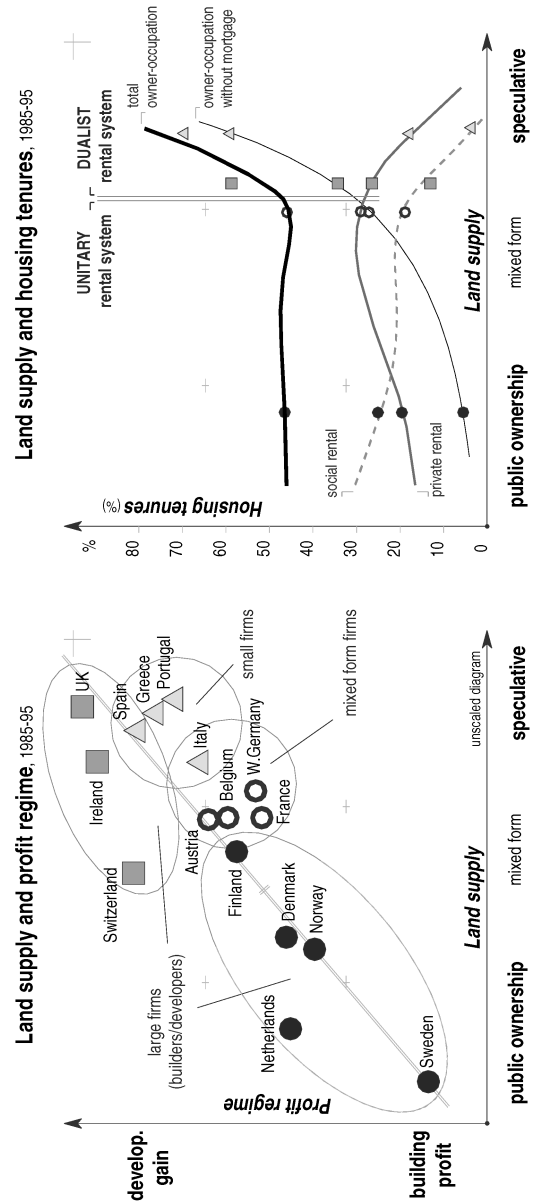 Land supply and profit regime, 1985-95
develop.
gain
Profit regime
building
profit
large firms
(builders/developers)
Switzerland
Ireland
UK
Spain
Greece
Portugal
Italy
small firms
Austria
Belgium
W.Germany
France
mixed form firms
Finland
Denmark
Norway
Netherlands
Sweden
Land supply
unscaled diagram
public ownership
mixed form
speculative
Land supply and housing tenures, 1985-95
%
80
70
60
50
40
30
20
10
0
Housing tenures (%)
UNITARY
rental system
DUALIST
rental system
total
owner-occupation
owner-occupation
without mortgage
social rental
private rental
Land supply
public ownership
mixed form
speculative